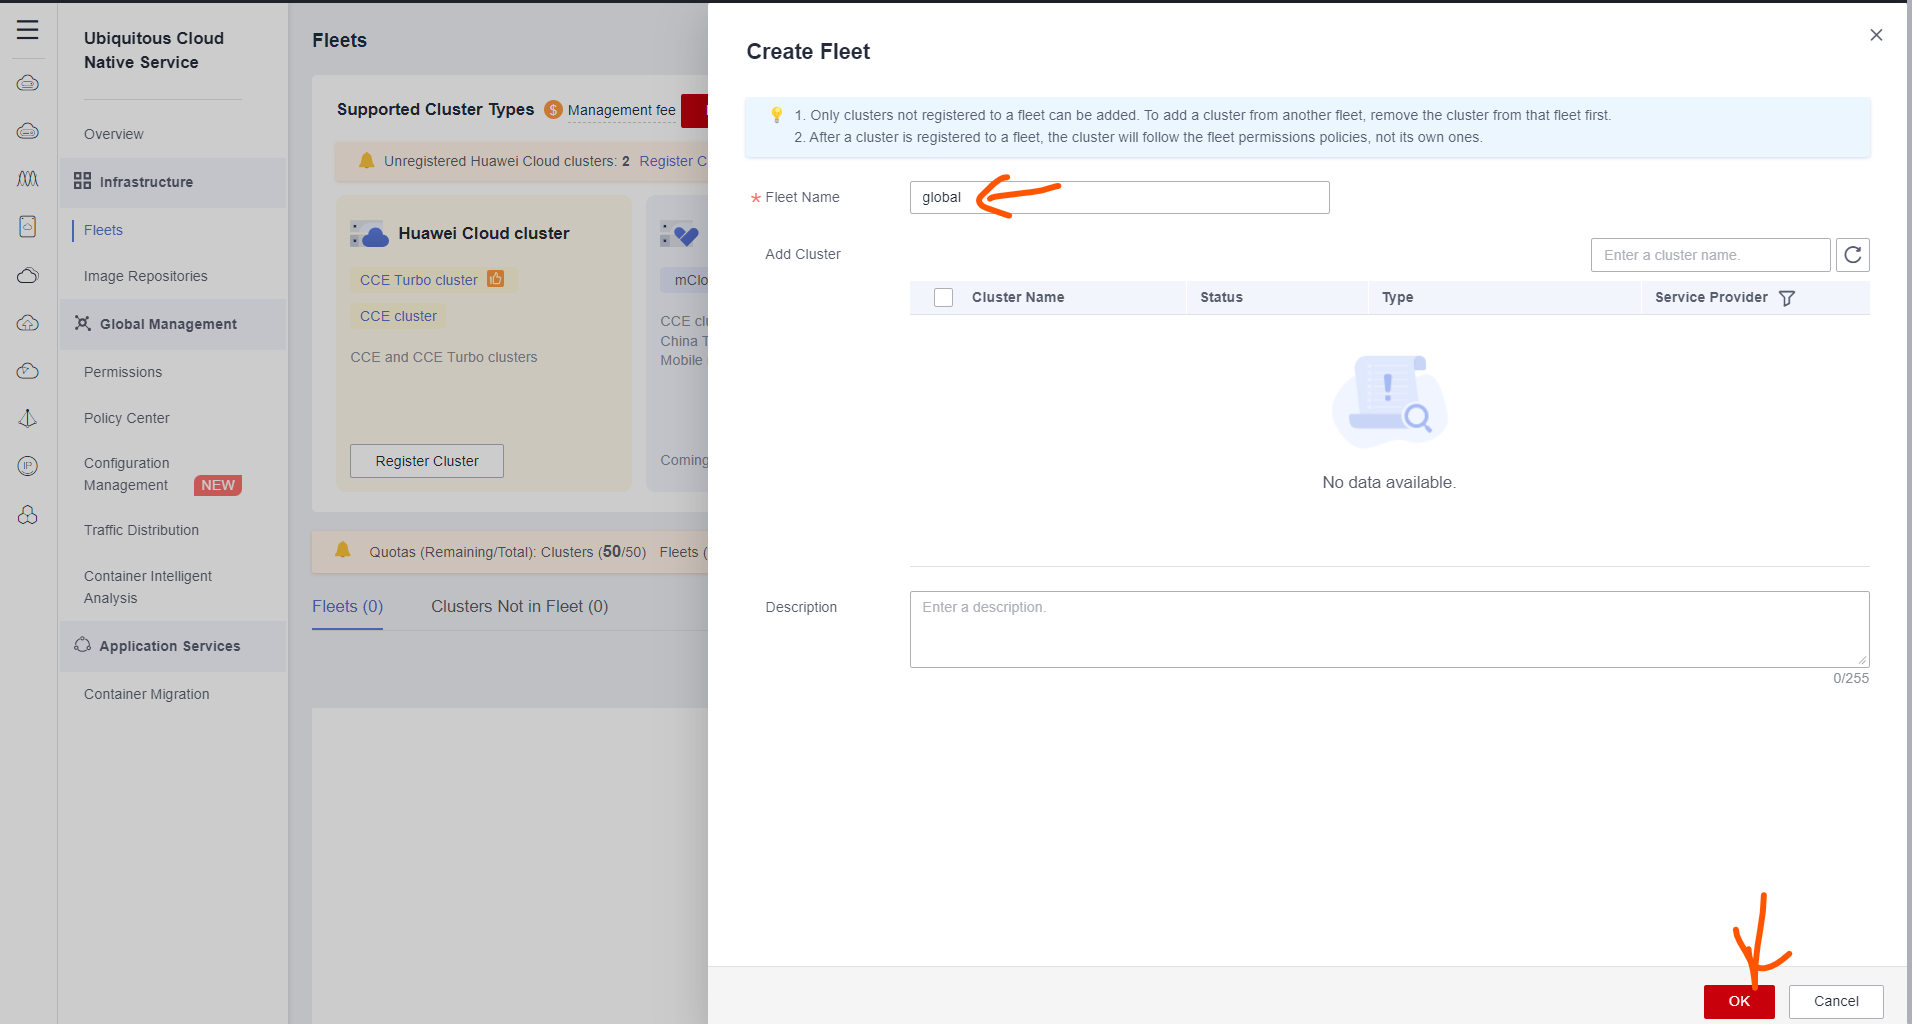 Ubiquitous Cloud
Native Service
Overview
Infrastructure
Fleets
Image Repositories
Global Management
Permissions
Policy Center
Configuration
Management NEW
Traffic Distribution
Container Intelligent
Analysis
Application Services
Container Migration
IP
Fleets
Supported Cluster Types $ Management fee
Unregistered Huawei Cloud clusters: 2 Register C
Huawei Cloud cluster
CCE Turbo cluster
CCE cluster
CCE and CCE Turbo clusters
Register Cluster
mClo
CCE clu
China T
Mobile
Coming
Quotas (Remaining/Total): Clusters (50/50) Fleets (
Fleets (0) Clusters Not in Fleet (0)
Create Fleet
1. Only clusters not registered to a fleet can be added. To add a cluster from another fleet, remove the cluster from that fleet first.
2. After a cluster is registered to a fleet, the cluster will follow the fleet permissions policies, not its own ones.
* Fleet Name global
Add Cluster Enter a cluster name.
Cluster Name Status Type Service Provider
No data available.
Description Enter a description.
0/255
OK Cancel